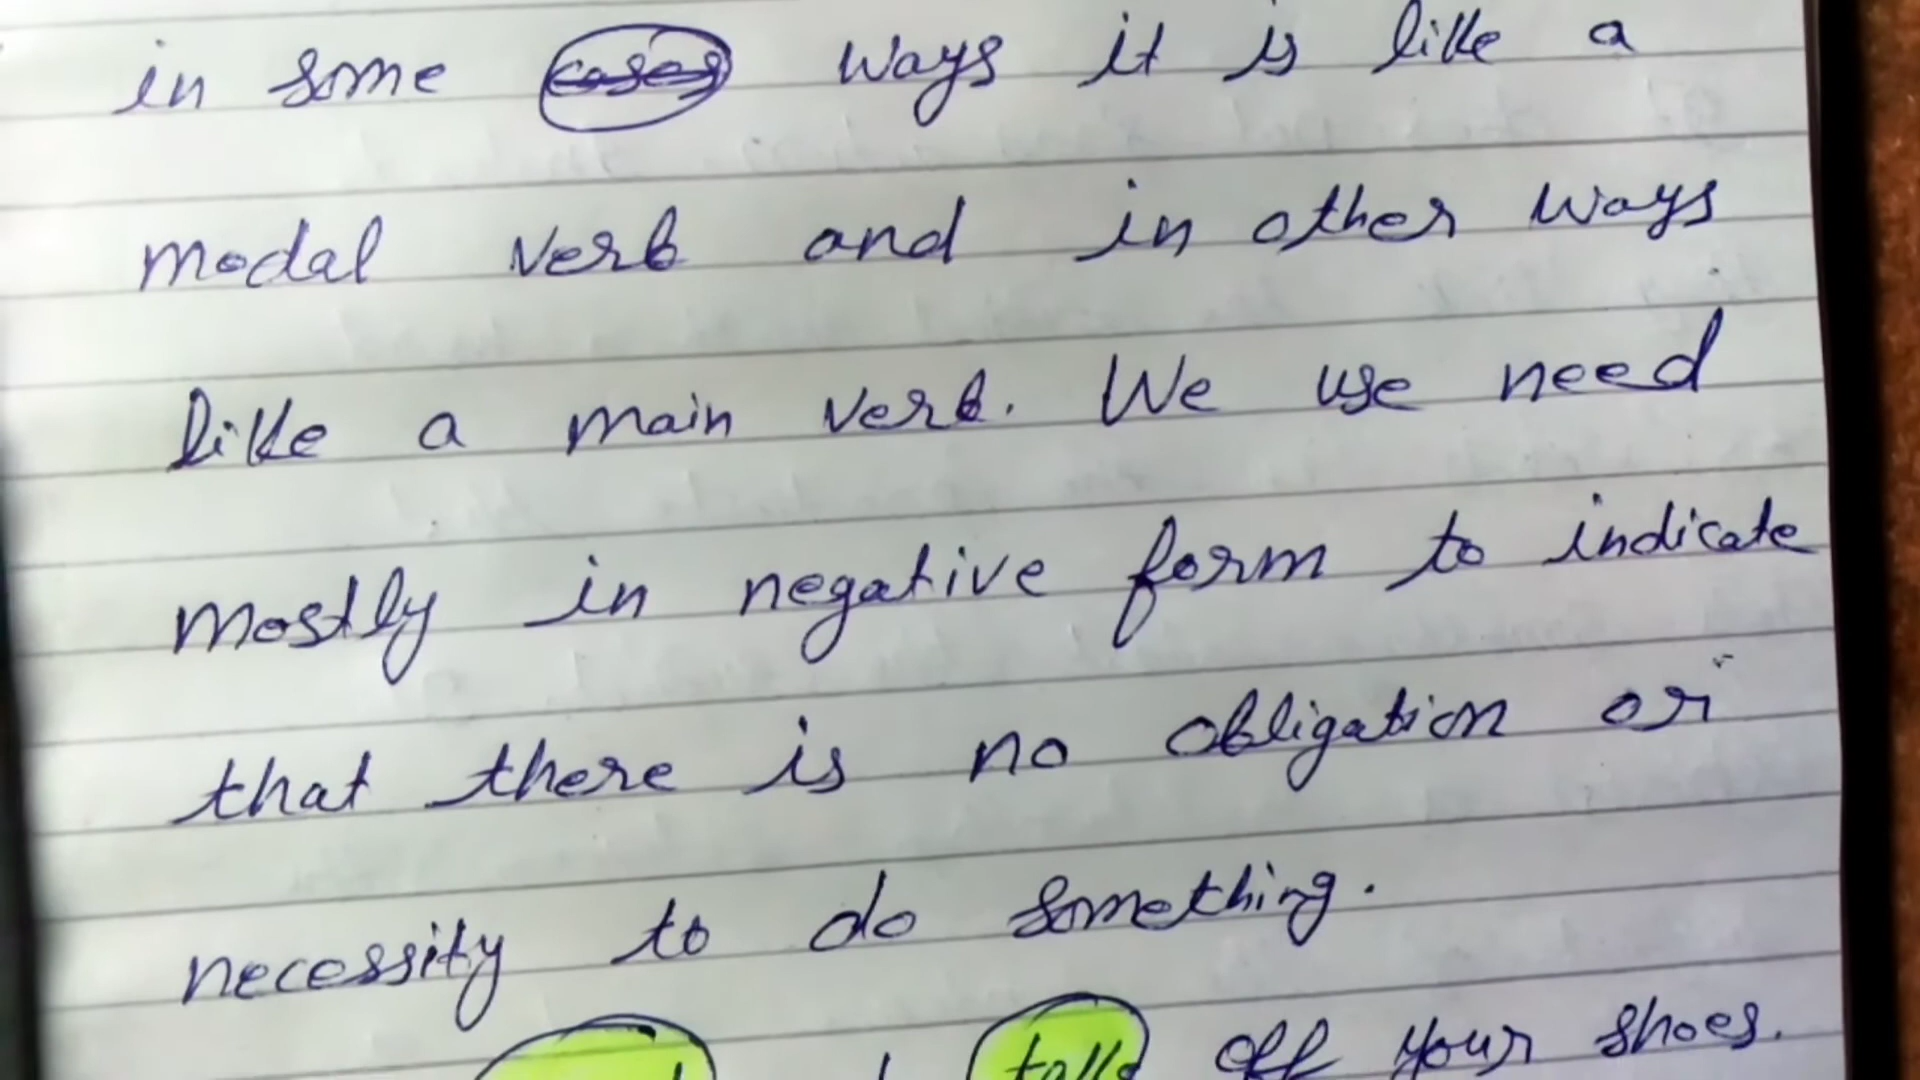 in some cases ways it is like a
modal verb and in other ways
like a main verb. We use need
mostly in negative form to indicate
that there is no obligation or
necessity to do something.
off your shoes.